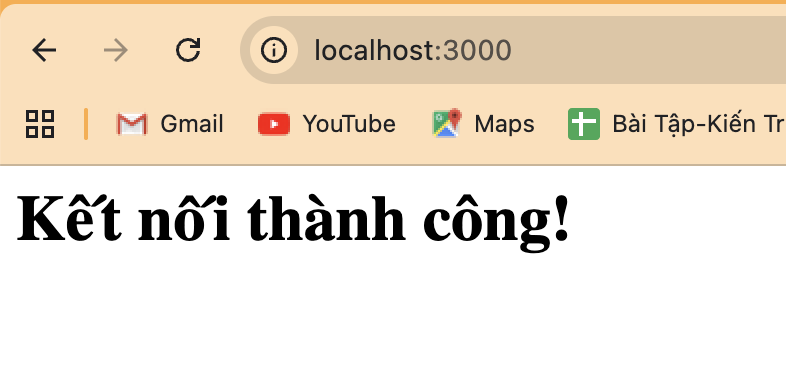 localhost:3000
Gmail YouTube Maps Bài Tập-Kiến Tr
Kết nối thành công!